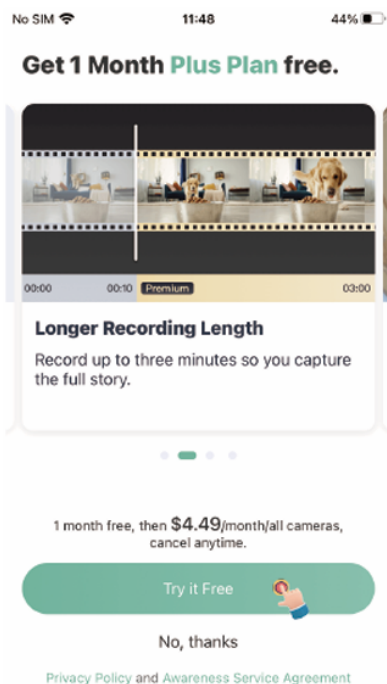 No SIM 11:48 44%
Get 1 Month Plus Plan free.
00:00 00:10 Premium 03:00
Longer Recording Length
Record up to three minutes so you capture
the full story.
1 month free, then $4.49/month/all cameras,
cancel anytime.
Try it Free
No, thanks
Privacy Policy and Awareness Service Agreement